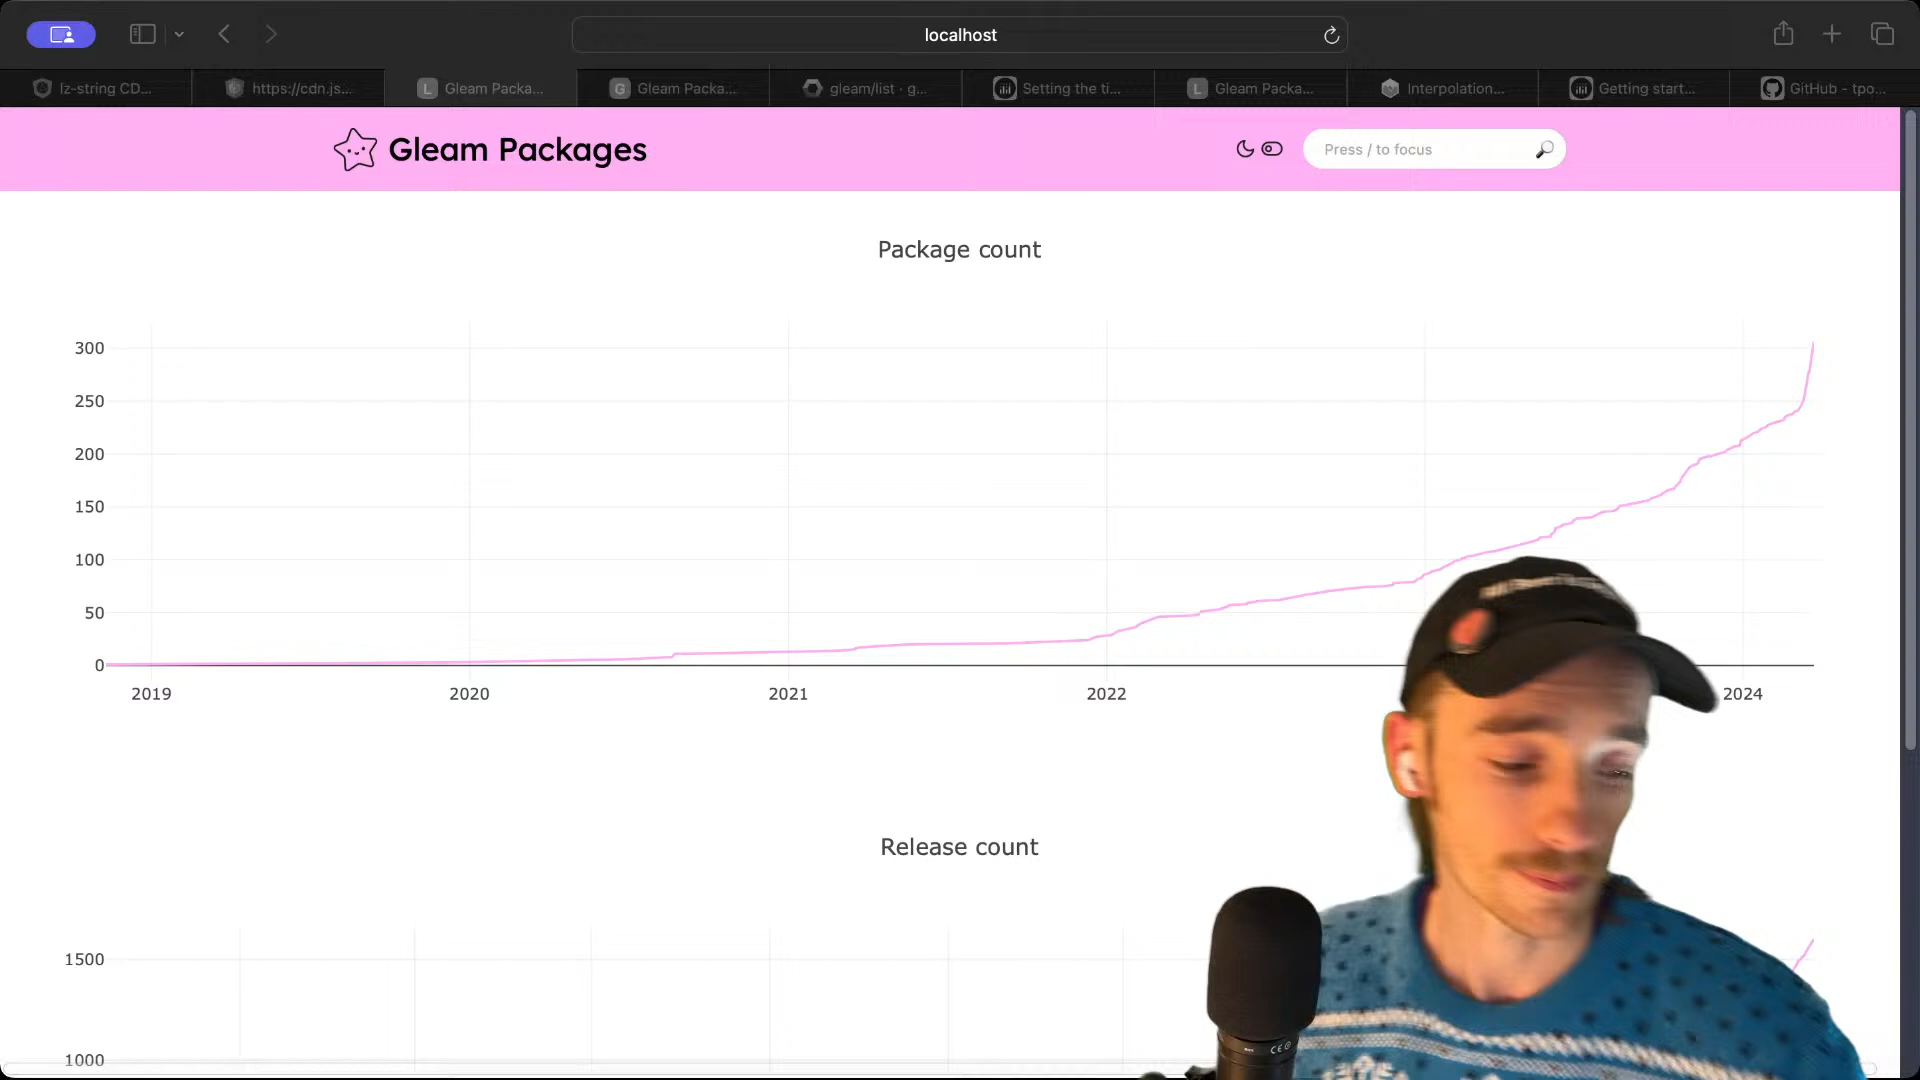 localhost
lz-string CD...
https://cdn.js...
Gleam Packa...
Gleam Packa...
gleam/list · g...
Setting the ti...
Gleam Packa...
Interpolation...
Getting start...
GitHub - tpo...
Gleam Packages
Press / to focus
Package count
300
250
200
150
100
50
0
2019
2020
2021
2022
2024
Release count
1500
1000